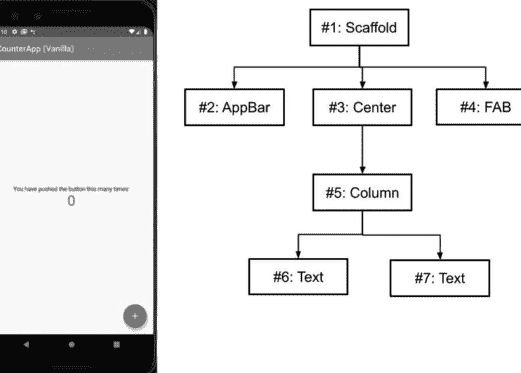 CounterApp (Vanilla)
You have pushed the button this many times:
0
+
#1: Scaffold
#2: AppBar
#3: Center
#4: FAB
#5: Column
#6: Text
#7: Text